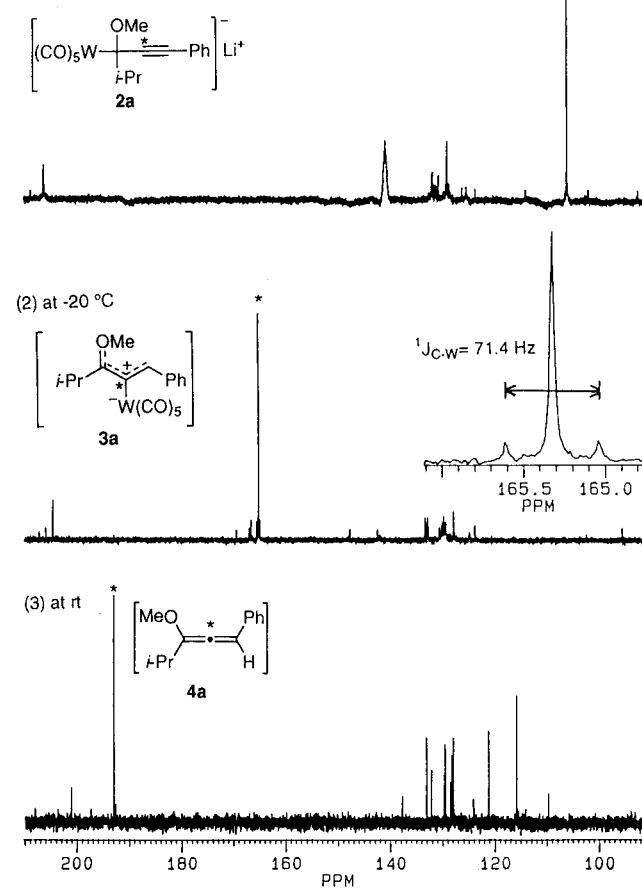 OMe
(CO)5W
*
Ph
−
Li+
i-Pr
2a
(2) at -20 ºC
*
OMe
+
i-Pr
*
Ph
−W(CO)5
3a
1JC-W= 71.4 Hz
165.5 165.0
PPM
(3) at rt
*
MeO
*
Ph
i-Pr
H
4a
200 180 160 140 120 100
PPM